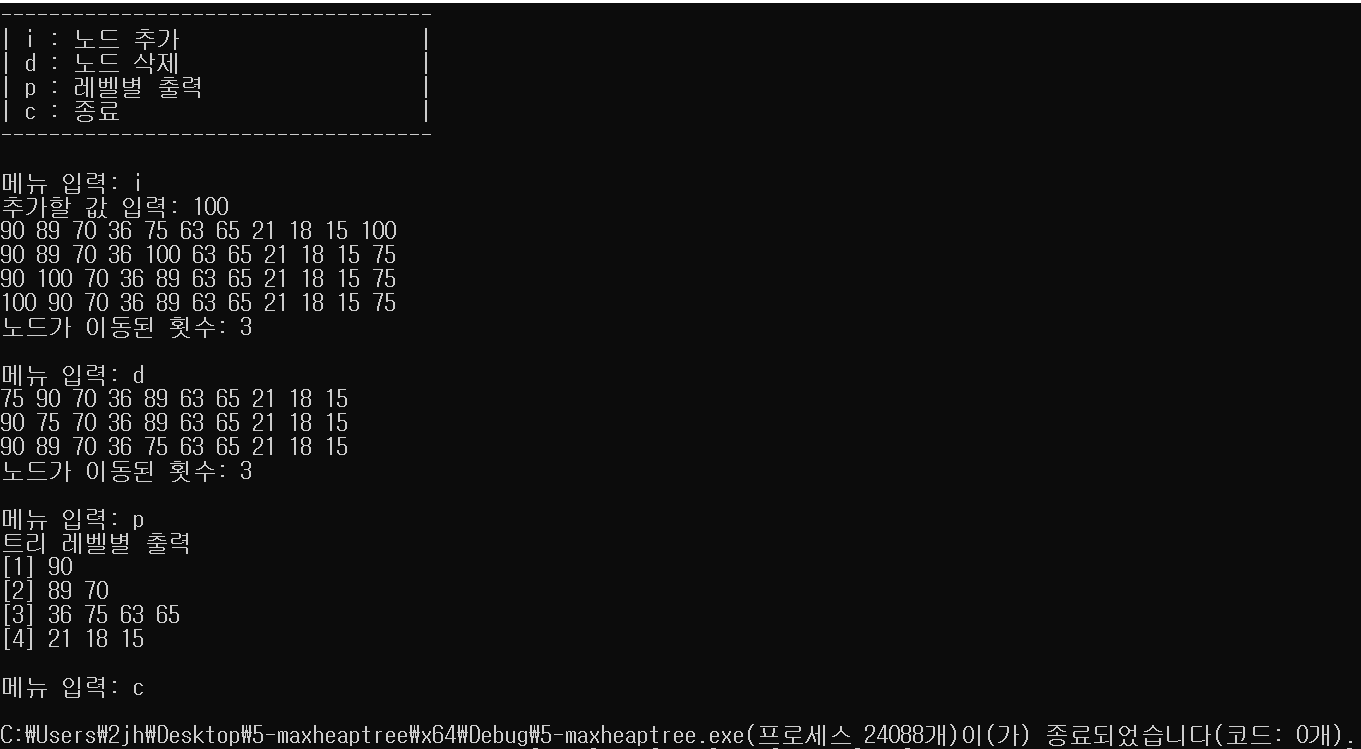 ------------------------------------
| i : 노드 추가                    |
| d : 노드 삭제                    |
| p : 레벨별 출력                  |
| c : 종료                         |
------------------------------------
메뉴 입력: i
추가할 값 입력: 100
90 89 70 36 75 63 65 21 18 15 100
90 89 70 36 100 63 65 21 18 15 75
90 100 70 36 89 63 65 21 18 15 75
100 90 70 36 89 63 65 21 18 15 75
노드가 이동된 횟수: 3
메뉴 입력: d
75 90 70 36 89 63 65 21 18 15
90 75 70 36 89 63 65 21 18 15
90 89 70 36 75 63 65 21 18 15
노드가 이동된 횟수: 3
메뉴 입력: p
트리 레벨별 출력
[1] 90
[2] 89 70
[3] 36 75 63 65
[4] 21 18 15
메뉴 입력: c
C:₩Users₩2jh₩Desktop₩5-maxheaptree₩x64₩Debug₩5-maxheaptree.exe(프로세스 24088개)이(가) 종료되었습니다(코드: 0개).